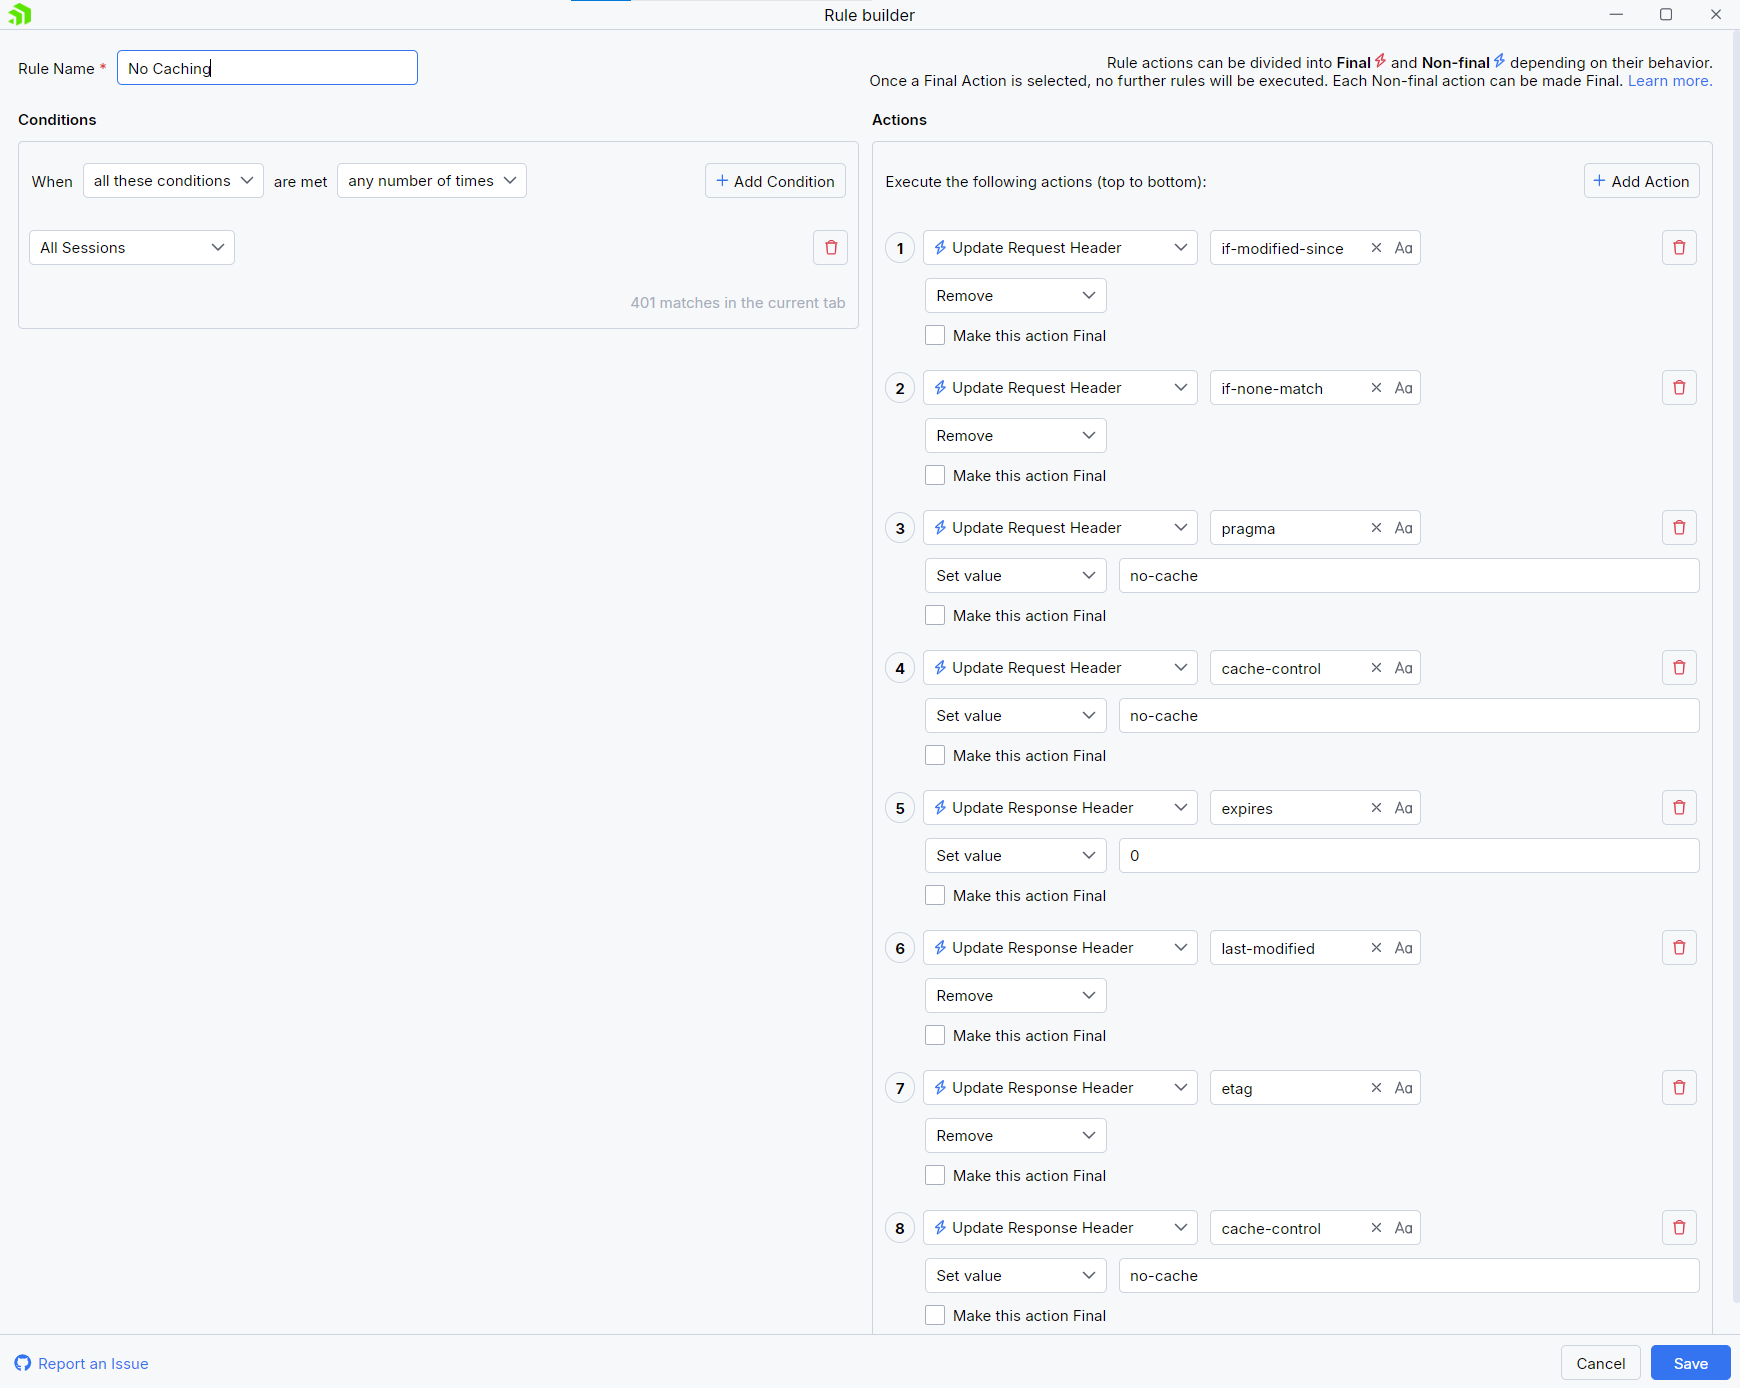 Rule builder
Rule Name * No Caching
Rule actions can be divided into Final and Non-final depending on their behavior.
Once a Final Action is selected, no further rules will be executed. Each Non-final action can be made Final. Learn more.
Conditions
When all these conditions are met any number of times + Add Condition
All Sessions
401 matches in the current tab
Actions
Execute the following actions (top to bottom): + Add Action
1 Update Request Header if-modified-since Aa
Remove
Make this action Final
2 Update Request Header if-none-match Aa
Remove
Make this action Final
3 Update Request Header pragma Aa
Set value no-cache
Make this action Final
4 Update Request Header cache-control Aa
Set value no-cache
Make this action Final
5 Update Response Header expires Aa
Set value 0
Make this action Final
6 Update Response Header last-modified Aa
Remove
Make this action Final
7 Update Response Header etag Aa
Remove
Make this action Final
8 Update Response Header cache-control Aa
Set value no-cache
Make this action Final
Report an Issue
Cancel Save